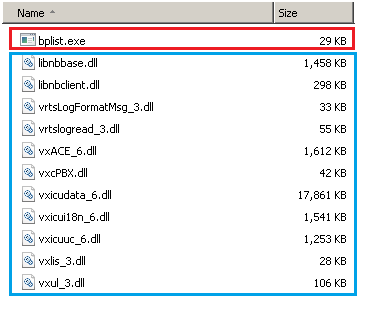 Name Size
bplist.exe 29 KB
libnbbase.dll 1,458 KB
libnbclient.dll 298 KB
vrtsLogFormatMsg_3.dll 33 KB
vrtslogread_3.dll 55 KB
vxACE_6.dll 1,612 KB
vxcPBX.dll 42 KB
vxicudata_6.dll 17,861 KB
vxicui18n_6.dll 1,541 KB
vxicuuc_6.dll 1,253 KB
vxlis_3.dll 28 KB
vxul_3.dll 106 KB